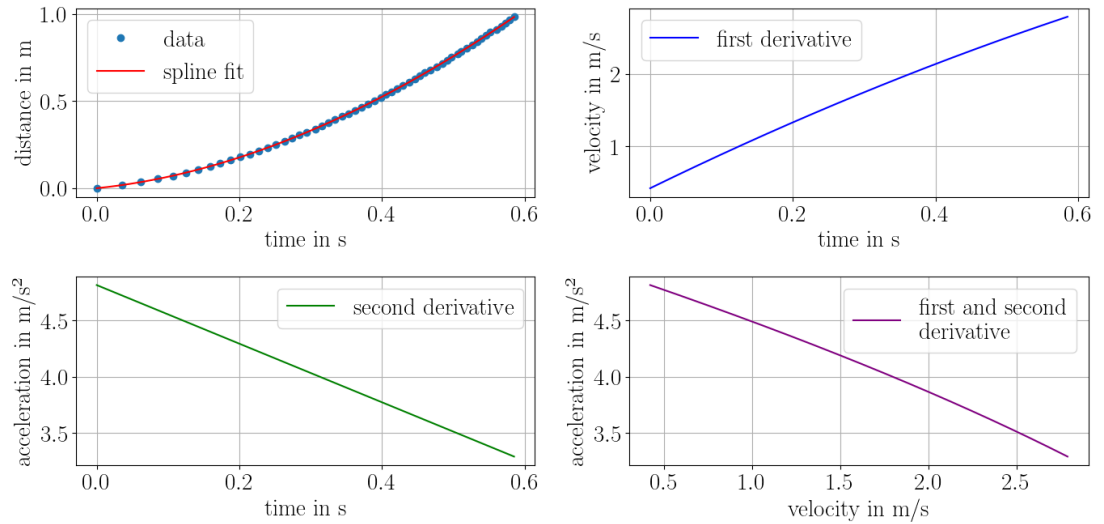 distance in m
1.0
0.5
0.0
data
spline fit
0.0 0.2 0.4 0.6
time in s
velocity in m/s
2
1
first derivative
0.0 0.2 0.4 0.6
time in s
acceleration in m/s²
4.5
4.0
3.5
second derivative
0.0 0.2 0.4 0.6
time in s
acceleration in m/s²
4.5
4.0
3.5
first and second
derivative
0.5 1.0 1.5 2.0 2.5
velocity in m/s